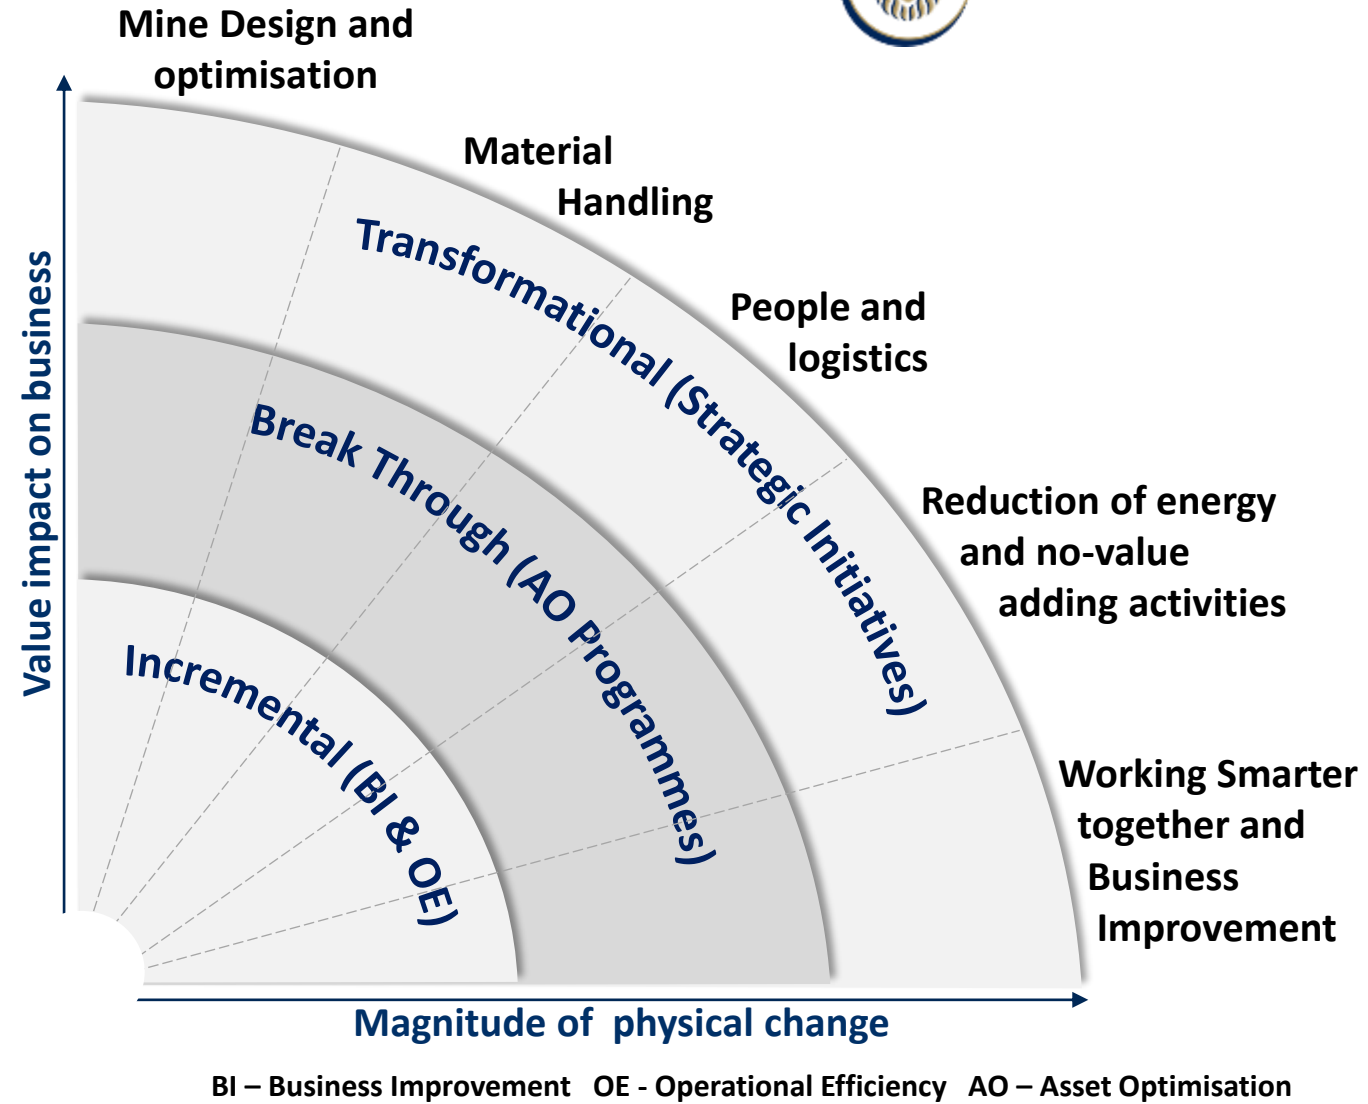 Mine Design and
optimisation
Material
Handling
People and
logistics
Reduction of energy
and no-value
adding activities
Working Smarter
together and
Business
Improvement
Transformational (Strategic Initiatives)
Break Through (AO Programmes)
Incremental (BI & OE)
Value impact on business
Magnitude of physical change
BI – Business Improvement OE - Operational Efficiency AO – Asset Optimisation